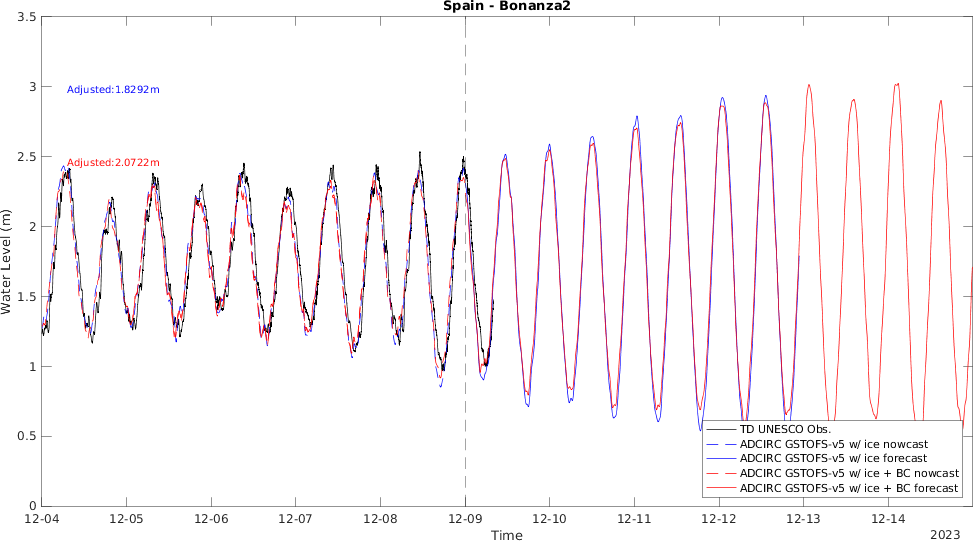 Spain - Bonanza2
3.5
3
2.5
2
1.5
1
0.5
0
Water Level (m)
Adjusted:1.8292m
Adjusted:2.0722m
TD UNESCO Obs.
ADCIRC GSTOFS-v5 w/ ice nowcast
ADCIRC GSTOFS-v5 w/ ice forecast
ADCIRC GSTOFS-v5 w/ ice + BC nowcast
ADCIRC GSTOFS-v5 w/ ice + BC forecast
12-04 12-05 12-06 12-07 12-08 12-09 12-10 12-11 12-12 12-13 12-14
Time
2023